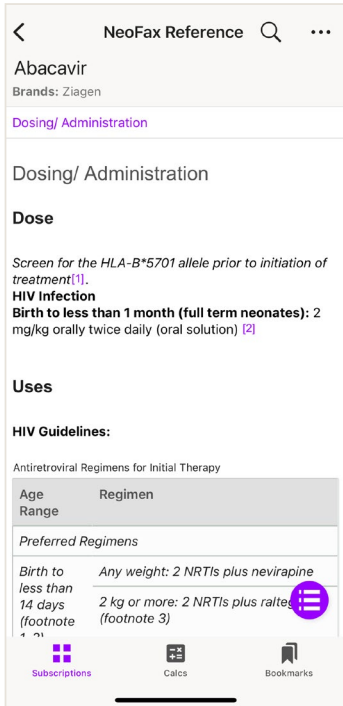 NeoFax Reference
Abacavir
Brands: Ziagen
Dosing/ Administration
Dosing/ Administration
Dose
Screen for the HLA-B*5701 allele prior to initiation of
treatment[1].
HIV Infection
Birth to less than 1 month (full term neonates): 2
mg/kg orally twice daily (oral solution) [2]
Uses
HIV Guidelines:
Antiretroviral Regimens for Initial Therapy
Age Regimen
Range
Preferred Regimens
Birth to
less than
14 days
(footnote
Any weight: 2 NRTIs plus nevirapine
2 kg or more: 2 NRTIs plus
(footnote 3)
Subscriptions
Calcs
Bookmarks